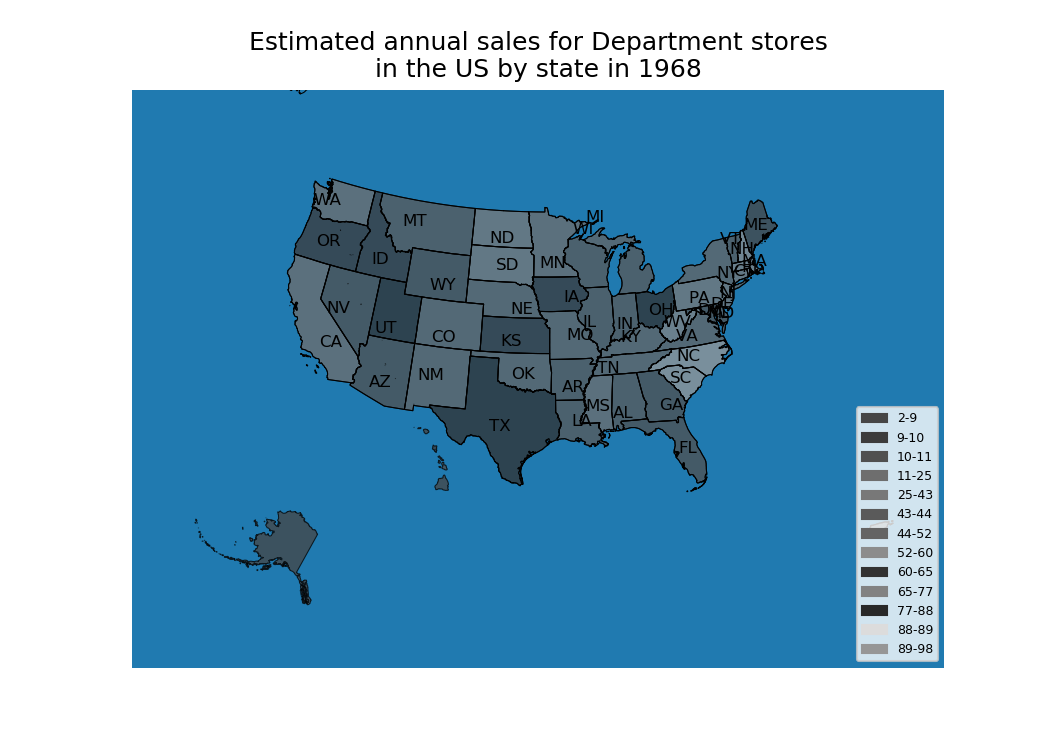 Estimated annual sales for Department stores
in the US by state in 1968
WA
MT
ND
MN
WI
MI
ME
VT
NH
OR
ID
SD
WY
NE
IA
NY
MA
PA
NJ
OH
NV
UT
CO
KS
MO
IL
IN
KY
WV
VA
CA
AZ
NM
OK
AR
TN
NC
SC
MS
AL
GA
TX
LA
FL
2-9
9-10
10-11
11-25
25-43
43-44
44-52
52-60
60-65
65-77
77-88
88-89
89-98